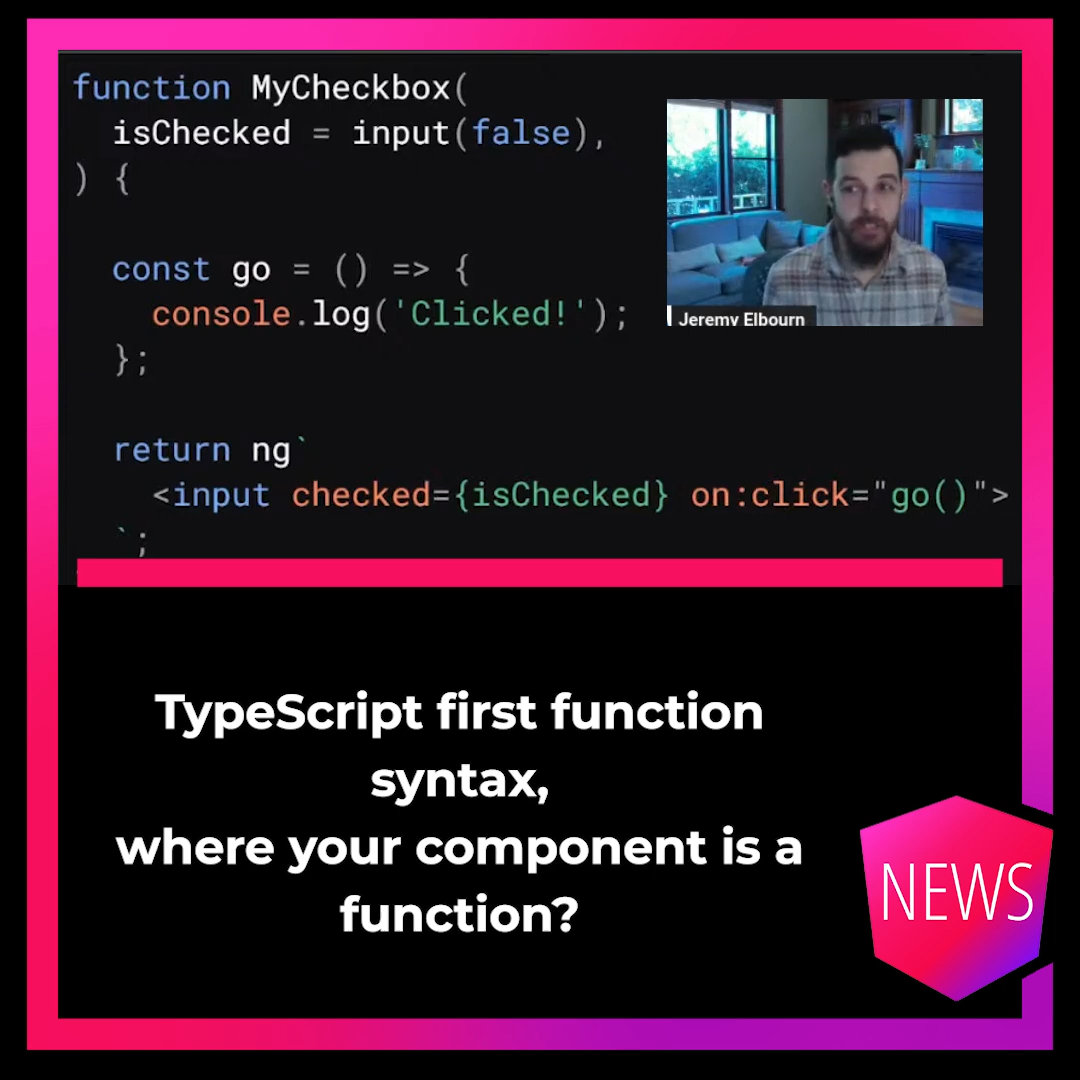 function MyCheckbox(
isChecked = input(false),
) {
const go = () => {
console.log('Clicked!');
};
return ng`
<input checked={isChecked} on:click="go()">
`;
Jeremy Elbourn
TypeScript first function
syntax,
where your component is a
function?
NEWS